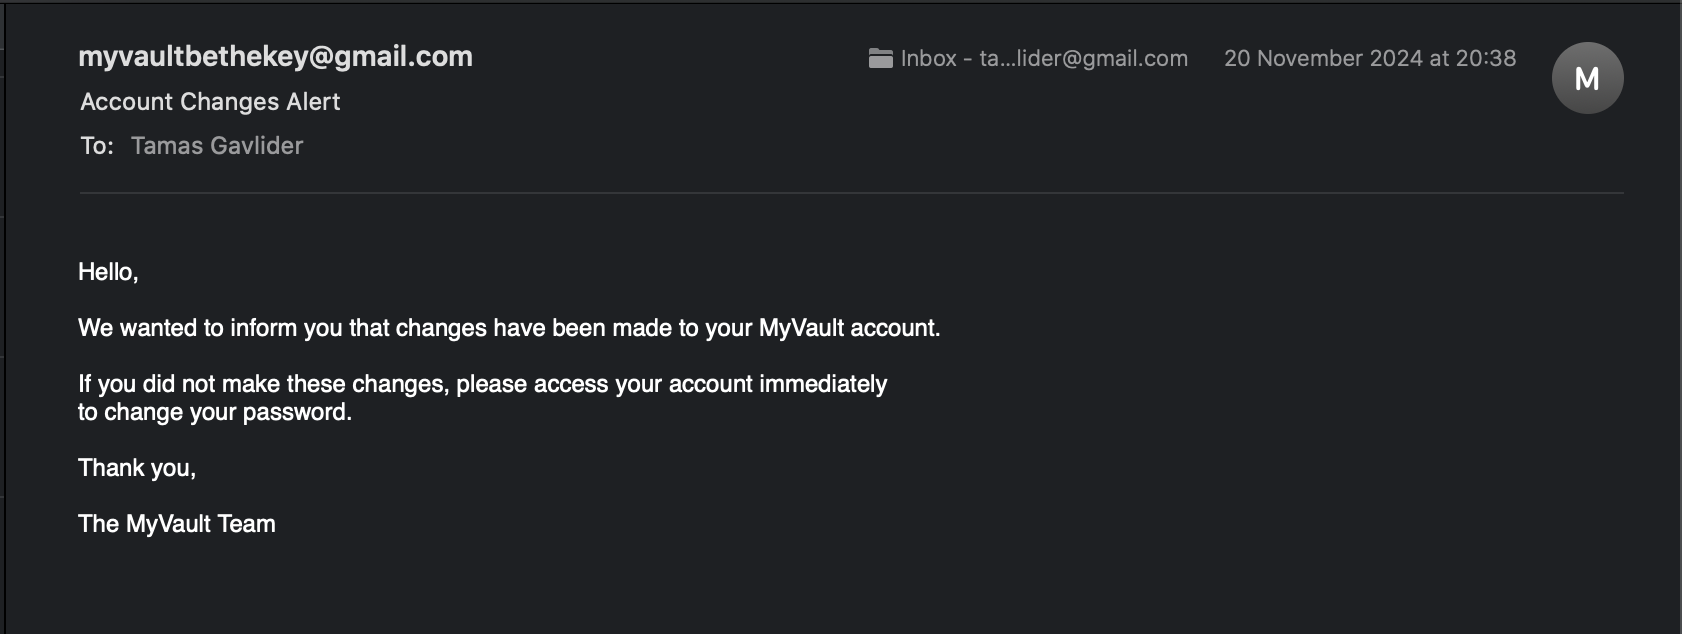 myvaultbethekey@gmail.com
Inbox - ta...lider@gmail.com
20 November 2024 at 20:38
M
Account Changes Alert
To: Tamas Gavlider
Hello,
We wanted to inform you that changes have been made to your MyVault account.
If you did not make these changes, please access your account immediately
to change your password.
Thank you,
The MyVault Team